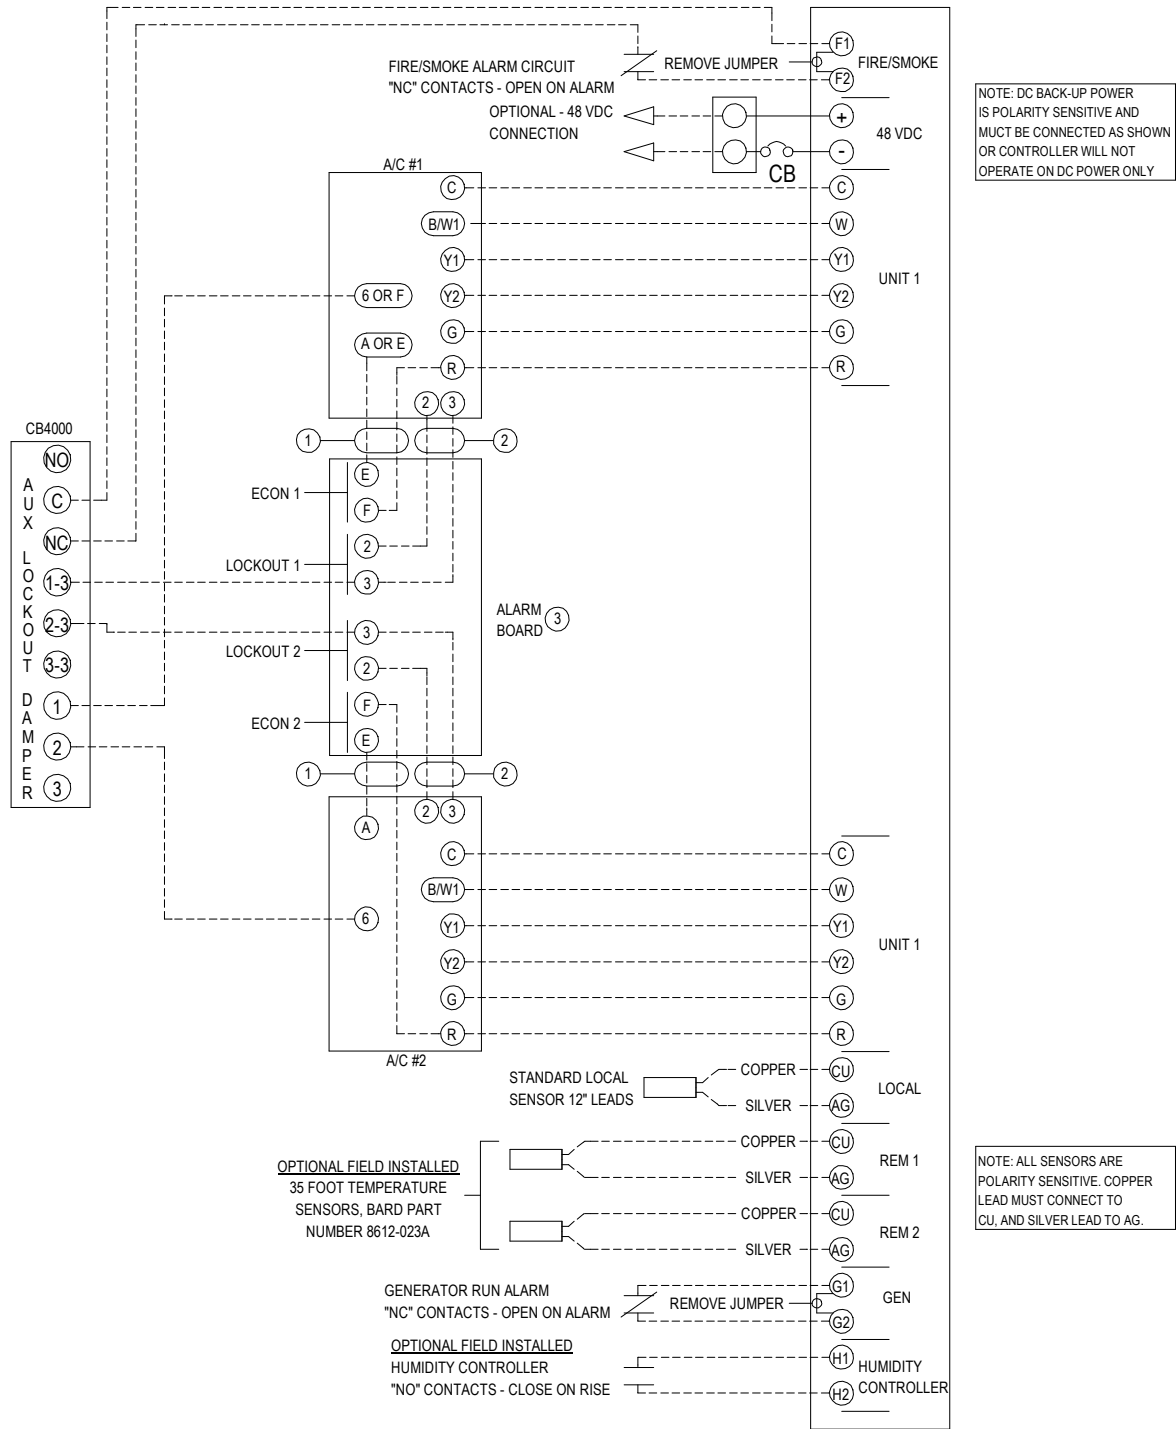 F1
FIRE/SMOKE ALARM CIRCUIT
"NC" CONTACTS - OPEN ON ALARM
REMOVE JUMPER
FIRE/SMOKE
F2
OPTIONAL - 48 VDC
CONNECTION
+
48 VDC
-
CB
NOTE: DC BACK-UP POWER
IS POLARITY SENSITIVE AND
MUCT BE CONNECTED AS SHOWN
OR CONTROLLER WILL NOT
OPERATE ON DC POWER ONLY
A/C #1
C
C
B/W1
W
Y1
Y1
UNIT 1
6 OR F
Y2
Y2
G
G
A OR E
R
R
2
3
1
2
CB4000
NO
C
NC
1-3
2-3
3-3
1
2
3
AUX LOCKOUT DAMPER
ECON 1
E
F
LOCKOUT 1
2
3
ALARM
BOARD
3
LOCKOUT 2
3
2
ECON 2
F
E
1
2
2
3
A
C
C
B/W1
W
6
Y1
Y1
UNIT 1
Y2
Y2
G
G
R
R
A/C #2
STANDARD LOCAL
SENSOR 12" LEADS
COPPER
CU
LOCAL
SILVER
AG
OPTIONAL FIELD INSTALLED
35 FOOT TEMPERATURE
SENSORS, BARD PART
NUMBER 8612-023A
COPPER
CU
REM 1
SILVER
AG
COPPER
CU
REM 2
SILVER
AG
NOTE: ALL SENSORS ARE
POLARITY SENSITIVE. COPPER
LEAD MUST CONNECT TO
CU, AND SILVER LEAD TO AG.
GENERATOR RUN ALARM
"NC" CONTACTS - OPEN ON ALARM
REMOVE JUMPER
G1
GEN
G2
OPTIONAL FIELD INSTALLED
HUMIDITY CONTROLLER
"NO" CONTACTS - CLOSE ON RISE
H1
HUMIDITY
CONTROLLER
H2